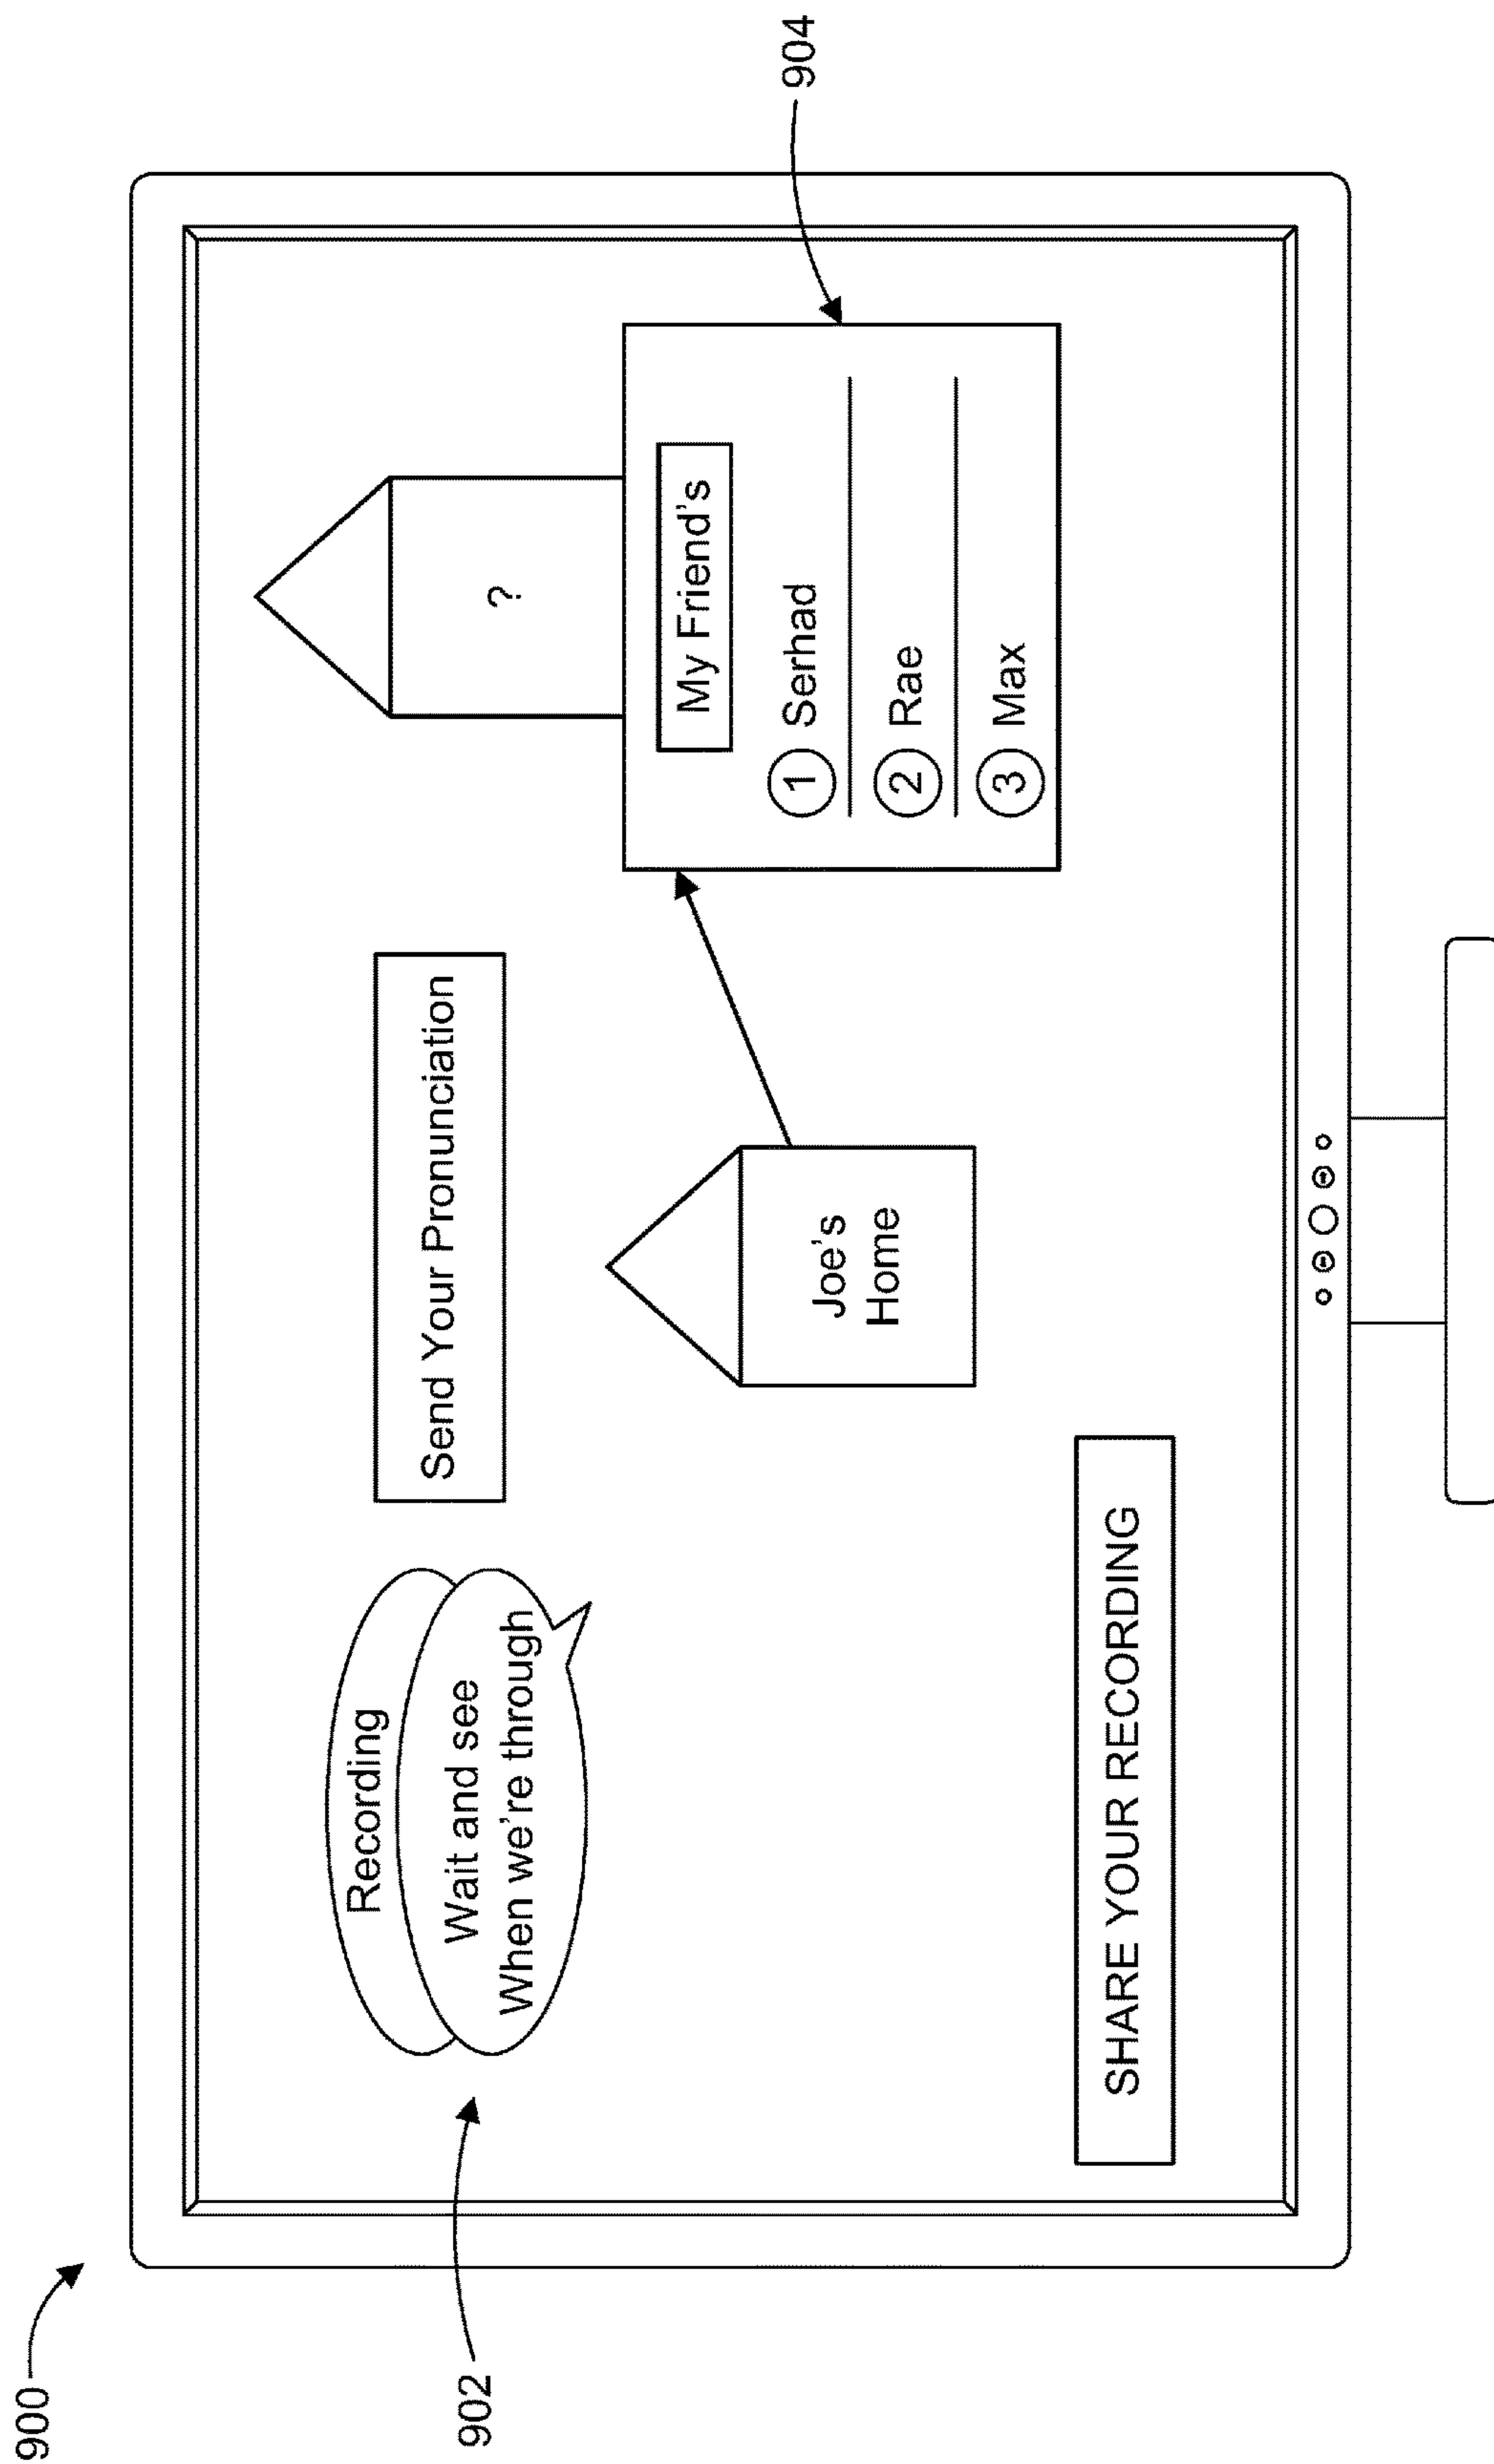 900
902
904
Recording
Wait and see
When we're through
Send Your Pronunciation
Joe's
Home
?
My Friend's
1 Serhad
2 Rae
3 Max
SHARE YOUR RECORDING